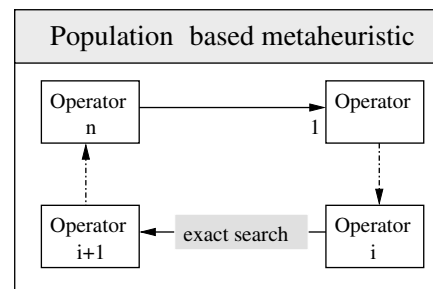 Population based metaheuristic
Operator
n
Operator
1
Operator
i+1
exact search
Operator
i